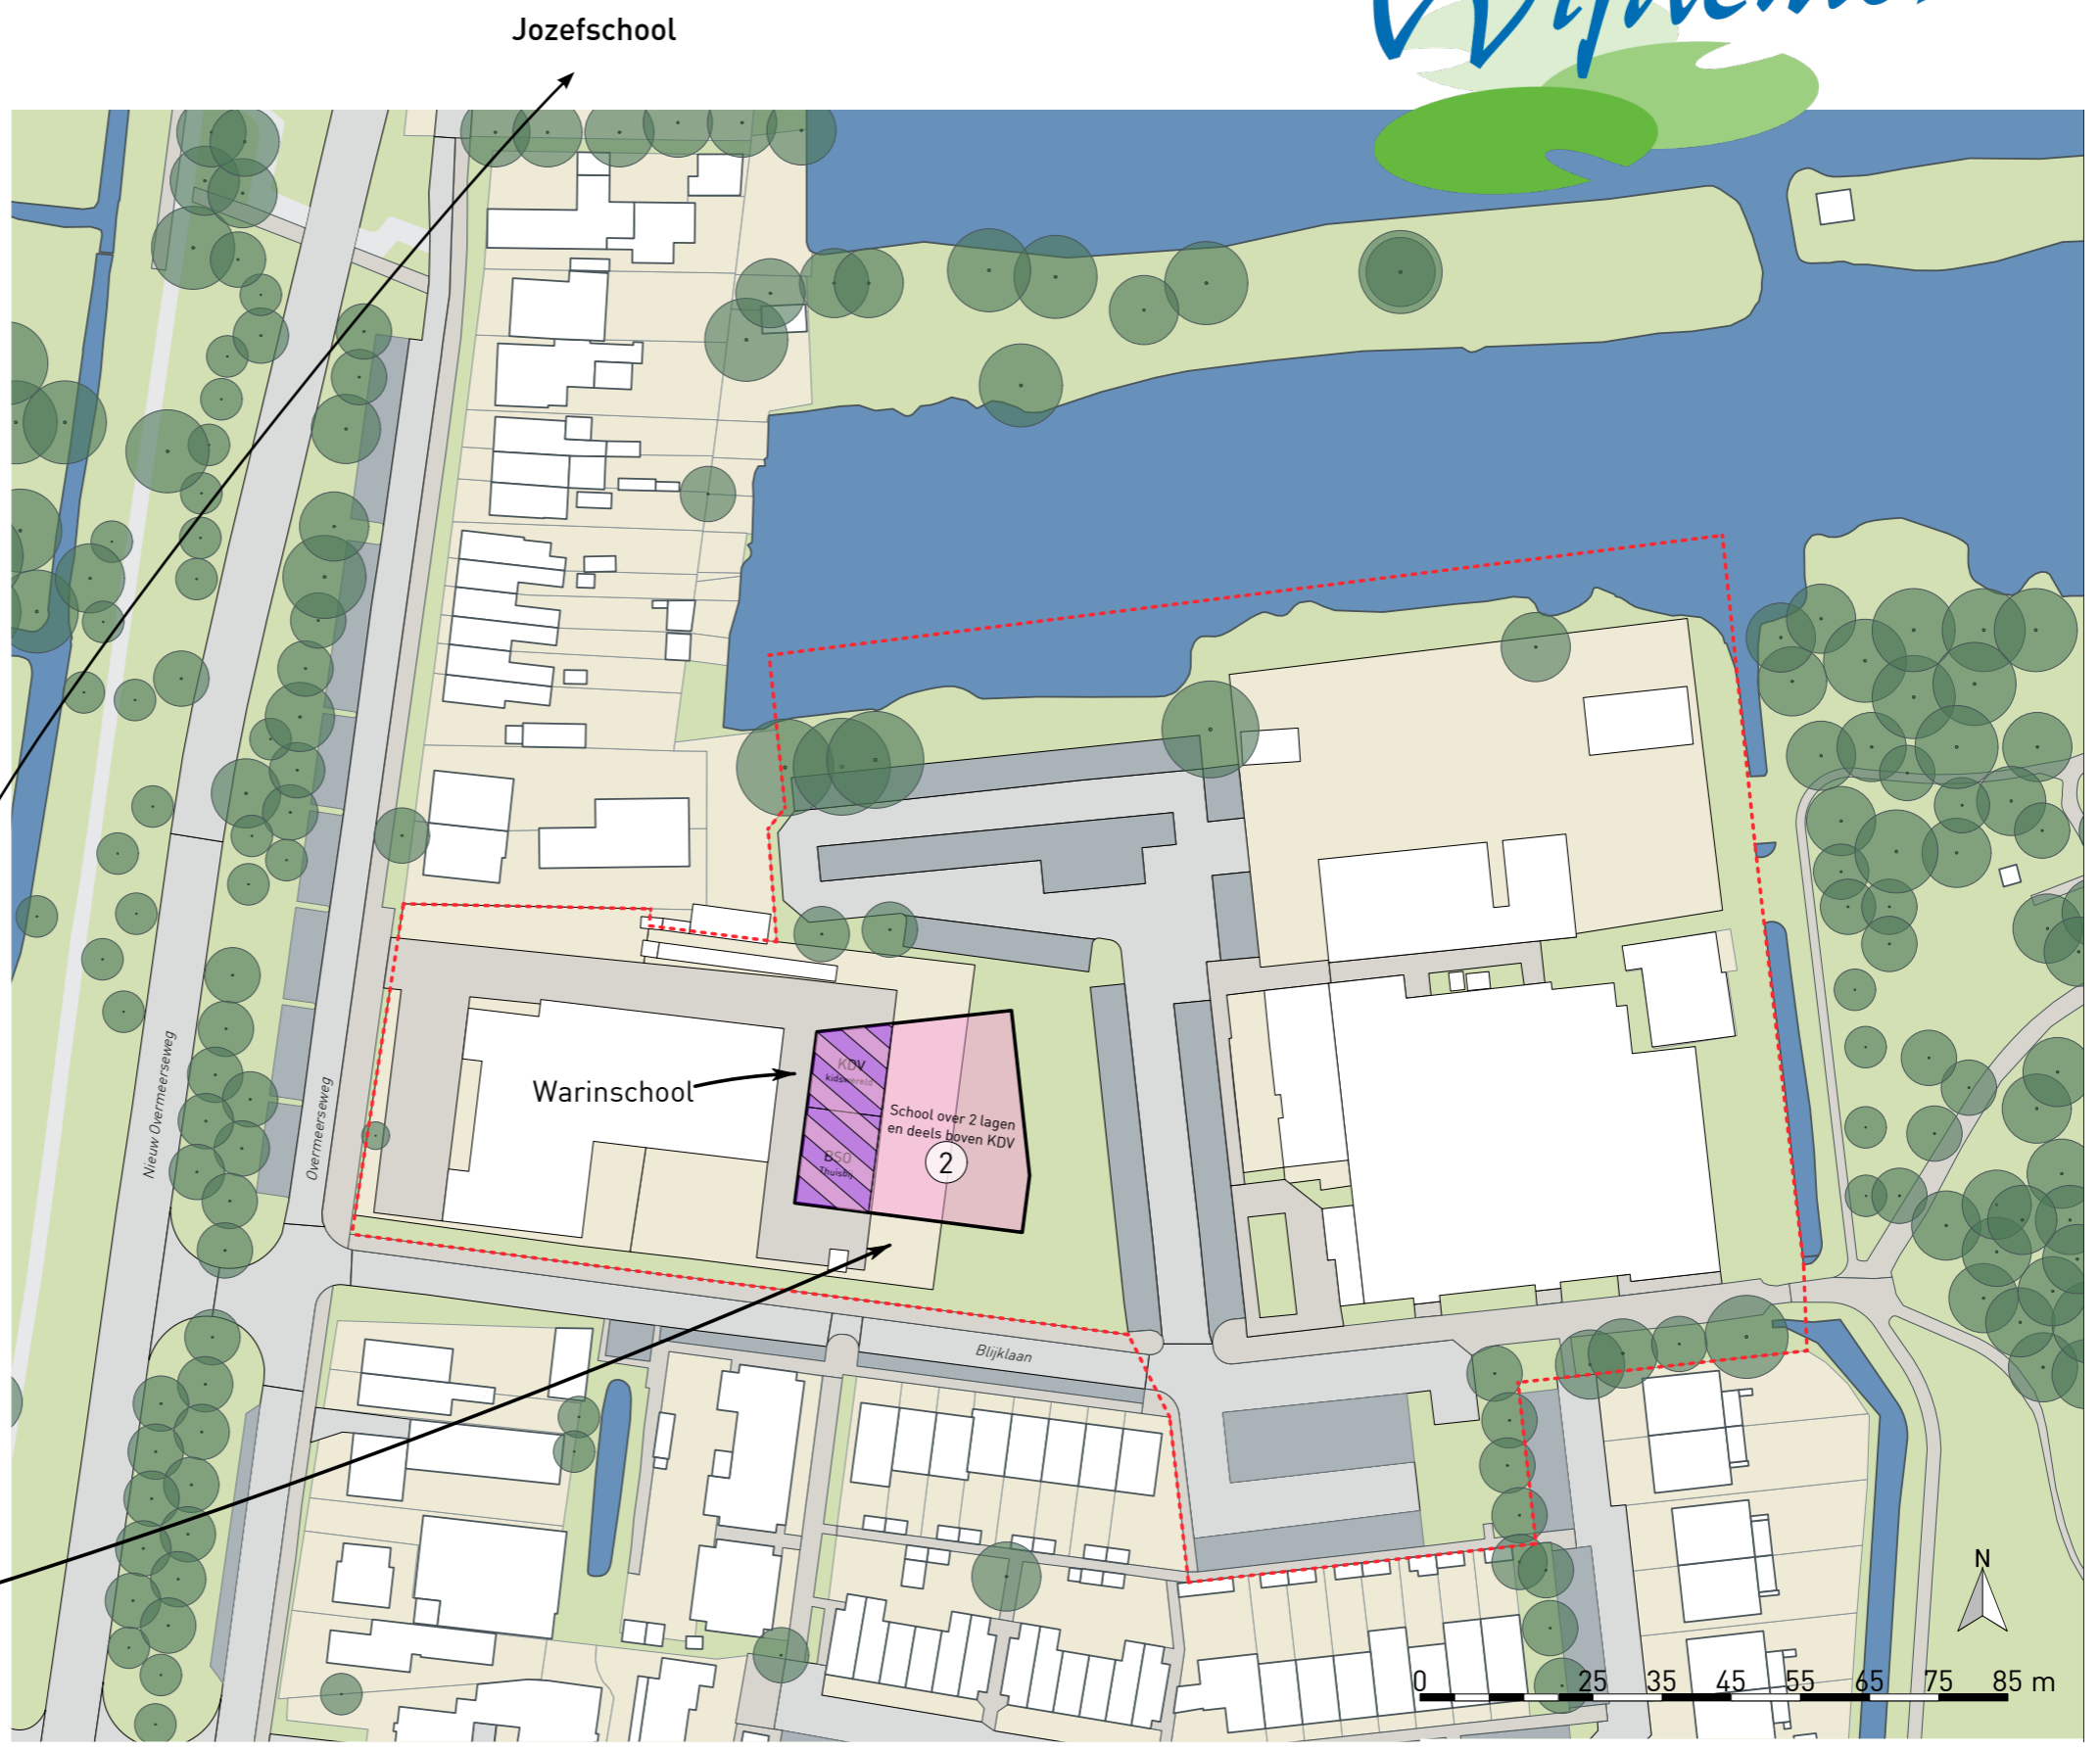 Jozefschool
Nieuw Overmeerseweg
Overmeerseweg
Warinschool
KDV
kidswereld
BSO
School over 2 lagen
en deels boven KDV
2
Blijklaan
N
0 25 35 45 55 65 75 85 m